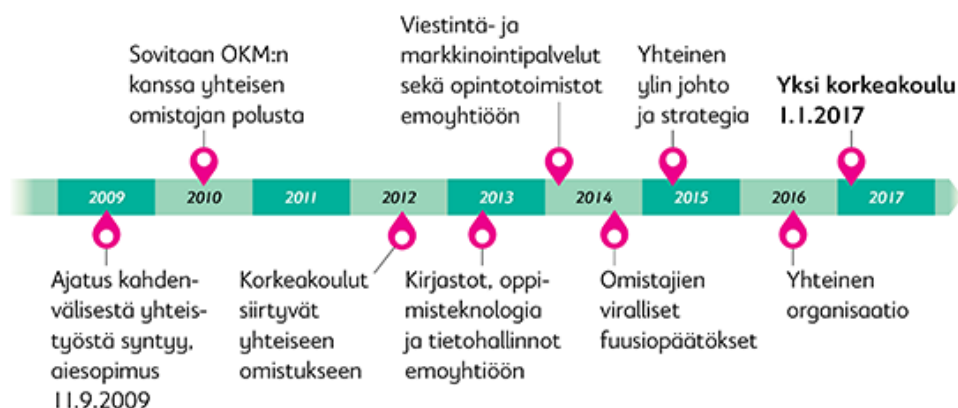 Sovitaan OKM:n
kanssa yhteisen
omistajan polusta
Viestintä- ja
markkinointipalvelut
sekä opintotoimistot
emoyhtiöön
Yhteinen
ylin johto
ja strategia
Yksi korkeakoulu
1.1.2017
2009 2010 2011 2012 2013 2014 2015 2016 2017
Ajatus kahden-
välisestä yhteis-
työstä syntyy,
aiesopimus
11.9.2009
Korkeakoulut
siirtyvät
yhteiseen
omistukseen
Kirjastot, oppi-
misteknologia
ja tietohallinnot
emoyhtiöön
Omistajien
viralliset
fuusiopäätökset
Yhteinen
organisaatio